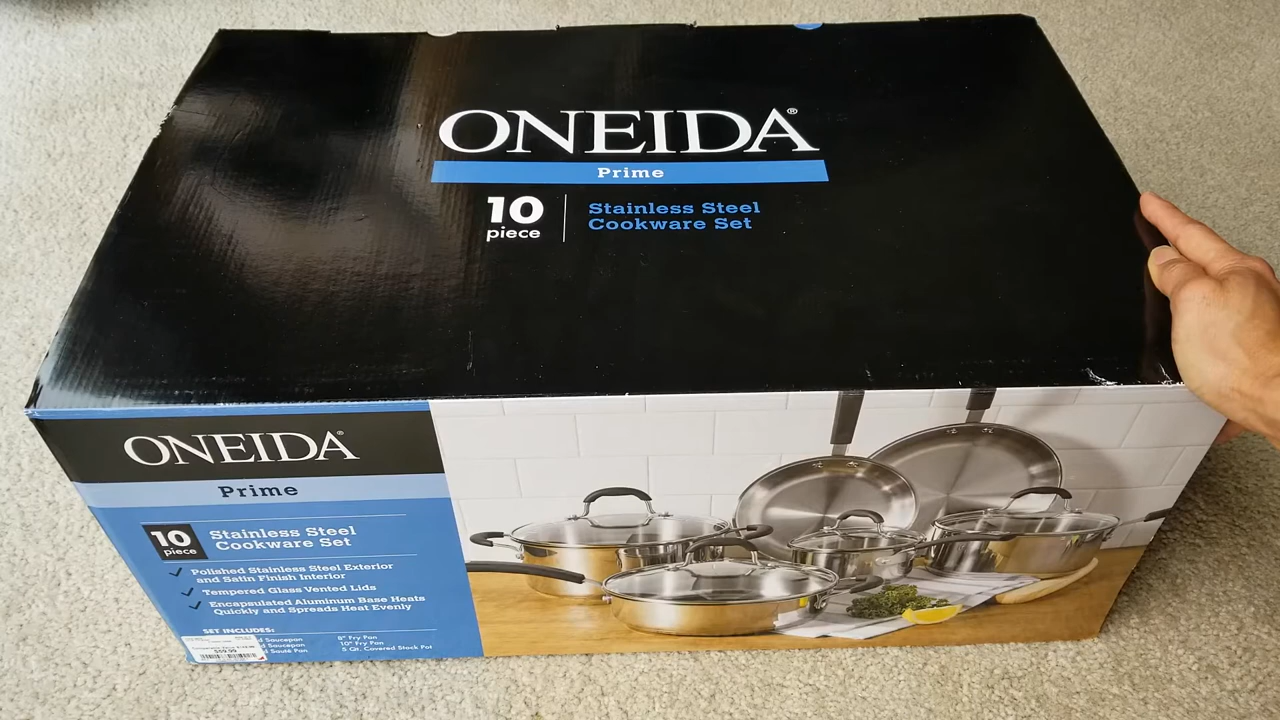 ONEIDA®
Prime
10
piece
Stainless Steel
Cookware Set
ONEIDA®
Prime
10
piece
Stainless Steel
Cookware Set
Polished Stainless Steel Exterior
and Satin Finish Interior
Tempered Glass Vented Lids
Encapsulated Aluminum Base Heats
Quickly and Spreads Heat Evenly
SET INCLUDES:
d Saucepan
d Saucepan
d Sauté Pan
8" Fry Pan
10" Fry Pan
5 Qt. Covered Stock Pot
$59.99